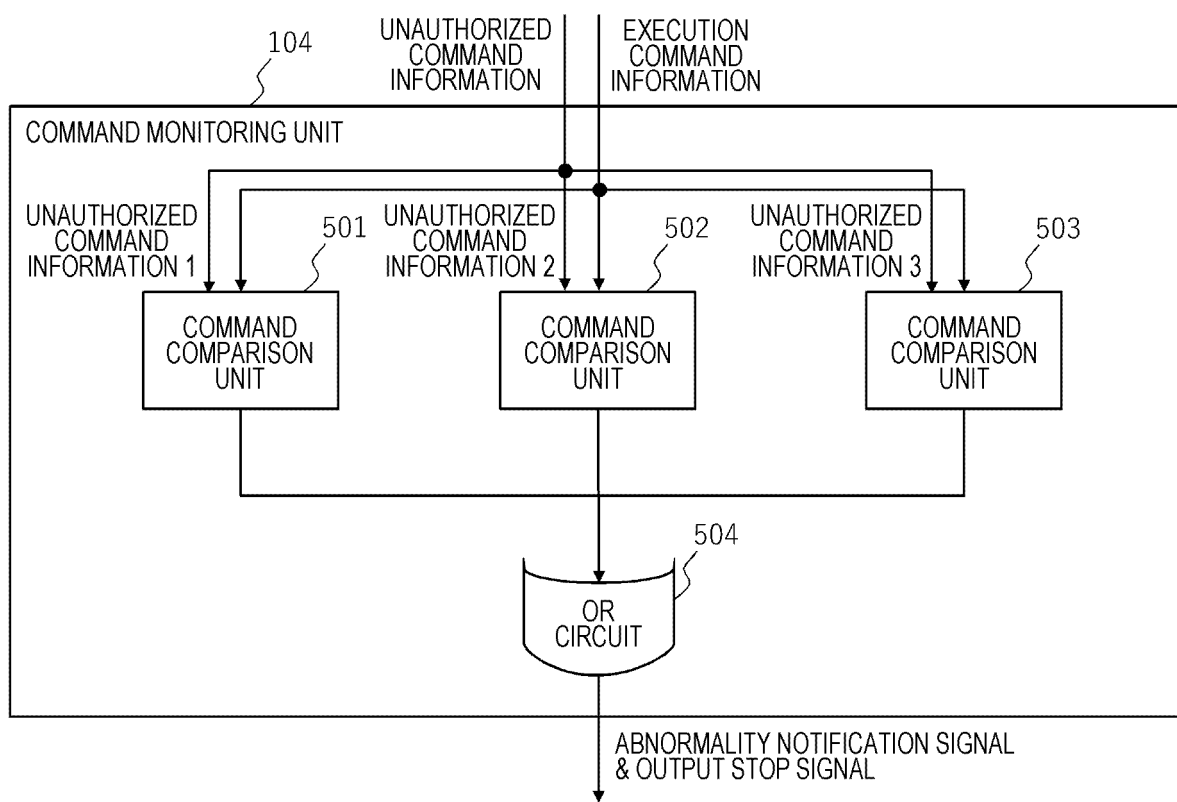 UNAUTHORIZED
COMMAND
INFORMATION
EXECUTION
COMMAND
INFORMATION
104
COMMAND MONITORING UNIT
UNAUTHORIZED
COMMAND
INFORMATION 1
501
UNAUTHORIZED
COMMAND
INFORMATION 2
502
UNAUTHORIZED
COMMAND
INFORMATION 3
503
COMMAND
COMPARISON
UNIT
COMMAND
COMPARISON
UNIT
COMMAND
COMPARISON
UNIT
504
OR
CIRCUIT
ABNORMALITY NOTIFICATION SIGNAL
& OUTPUT STOP SIGNAL